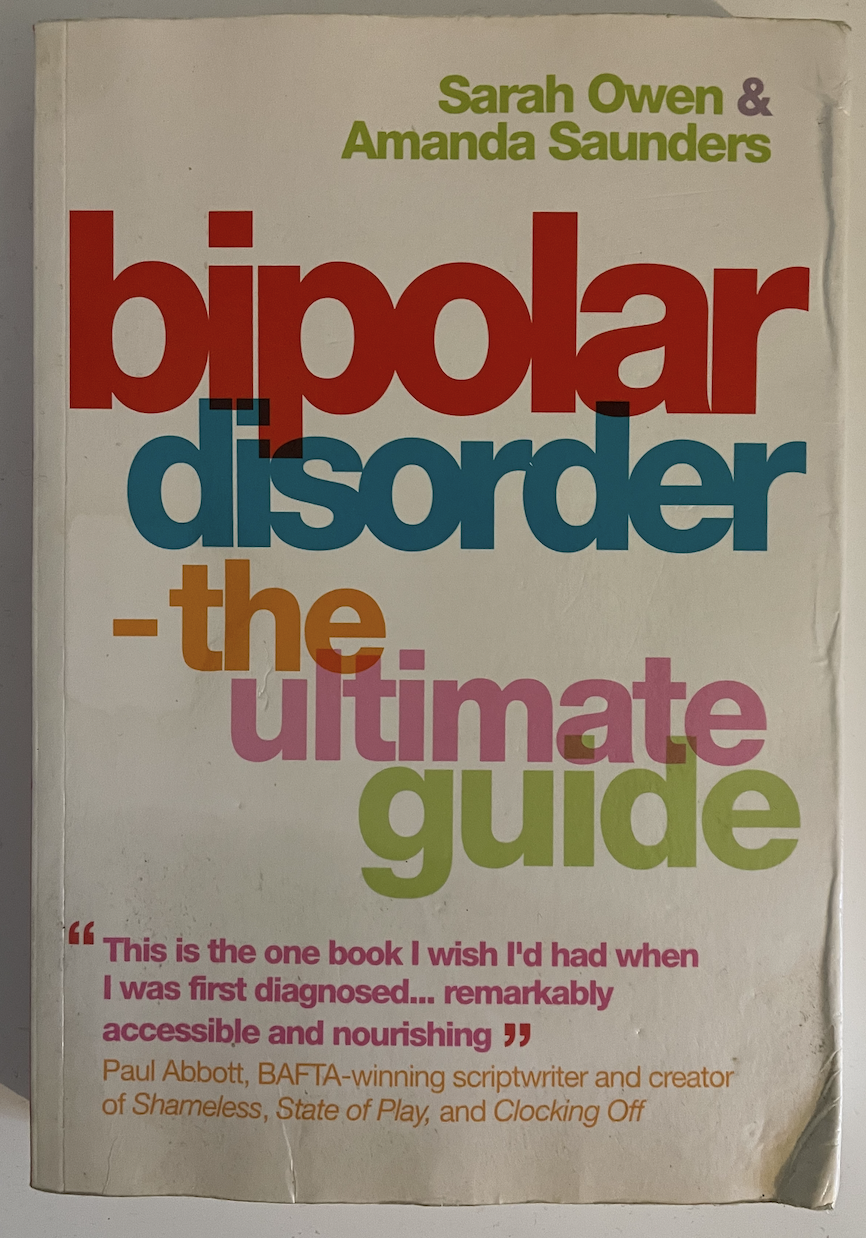 Sarah Owen &
Amanda Saunders
bipolar
disorder
- the
ultimate
guide
“ This is the one book I wish I'd had when
I was first diagnosed... remarkably
accessible and nourishing ”
Paul Abbott, BAFTA-winning scriptwriter and creator
of Shameless, State of Play, and Clocking Off